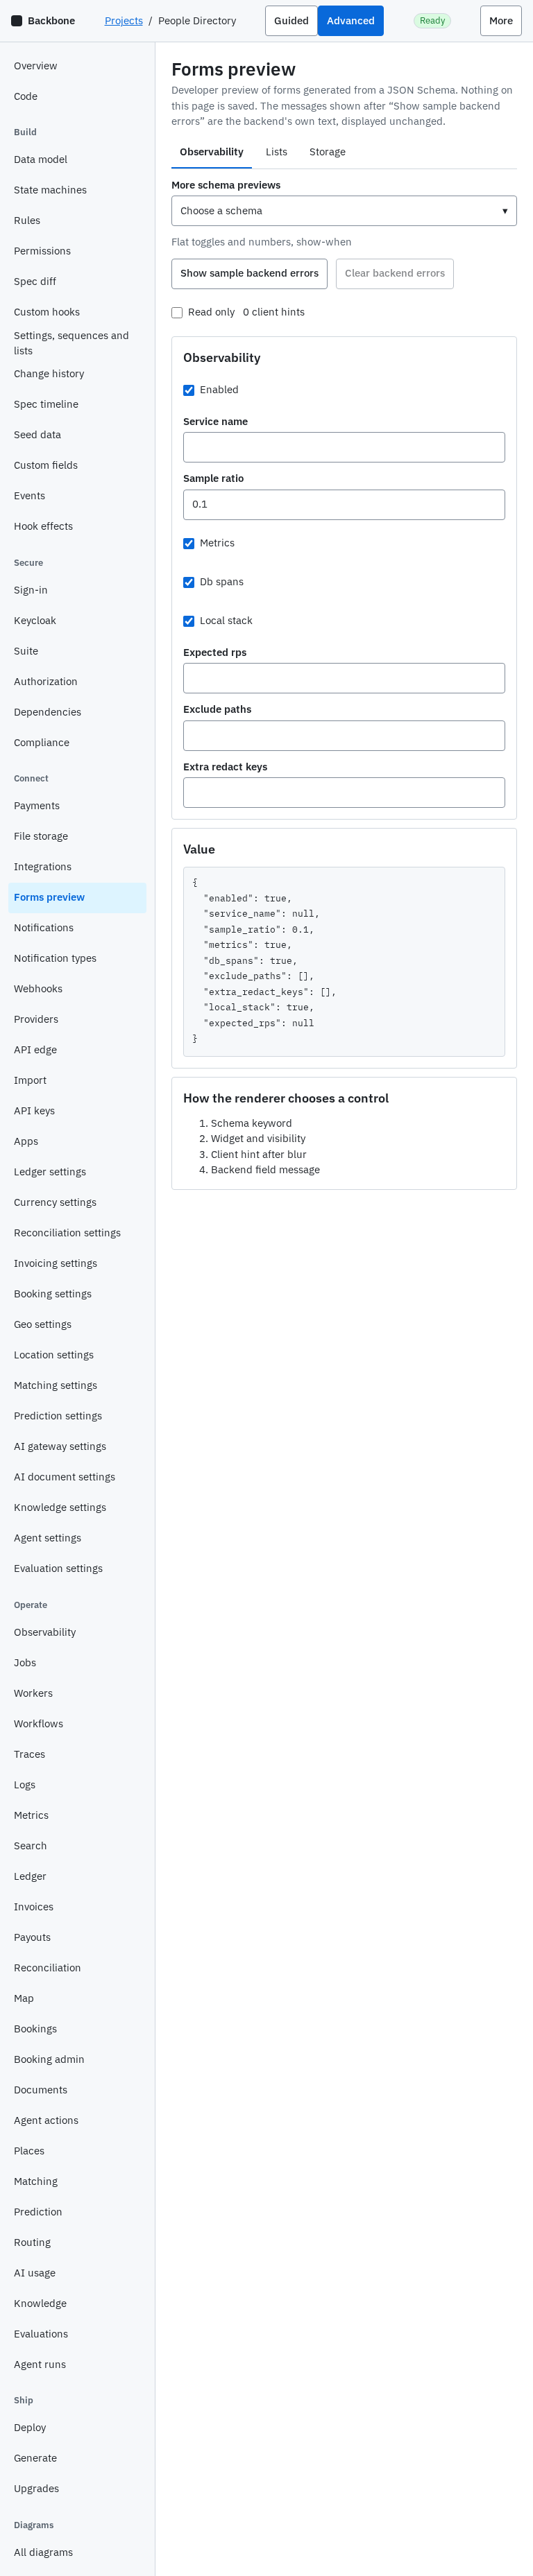 Backbone
Projects / People Directory
Guided
Advanced
Ready
More
Overview
Code
Build
Data model
State machines
Rules
Permissions
Spec diff
Custom hooks
Settings, sequences and
lists
Change history
Spec timeline
Seed data
Custom fields
Events
Hook effects
Secure
Sign-in
Keycloak
Suite
Authorization
Dependencies
Compliance
Connect
Payments
File storage
Integrations
Forms preview
Notifications
Notification types
Webhooks
Providers
API edge
Import
API keys
Apps
Ledger settings
Currency settings
Reconciliation settings
Invoicing settings
Booking settings
Geo settings
Location settings
Matching settings
Prediction settings
AI gateway settings
AI document settings
Knowledge settings
Agent settings
Evaluation settings
Operate
Observability
Jobs
Workers
Workflows
Traces
Logs
Metrics
Search
Ledger
Invoices
Payouts
Reconciliation
Map
Bookings
Booking admin
Documents
Agent actions
Places
Matching
Prediction
Routing
AI usage
Knowledge
Evaluations
Agent runs
Ship
Deploy
Generate
Upgrades
Diagrams
All diagrams
Forms preview
Developer preview of forms generated from a JSON Schema. Nothing on
this page is saved. The messages shown after “Show sample backend
errors” are the backend's own text, displayed unchanged.
Observability
Lists
Storage
More schema previews
Choose a schema
Flat toggles and numbers, show-when
Show sample backend errors
Clear backend errors
Read only
0 client hints
Observability
Enabled
Service name
Sample ratio
0.1
Metrics
Db spans
Local stack
Expected rps
Exclude paths
Extra redact keys
Value
{
"enabled": true,
"service_name": null,
"sample_ratio": 0.1,
"metrics": true,
"db_spans": true,
"exclude_paths": [],
"extra_redact_keys": [],
"local_stack": true,
"expected_rps": null
}
How the renderer chooses a control
1. Schema keyword
2. Widget and visibility
3. Client hint after blur
4. Backend field message